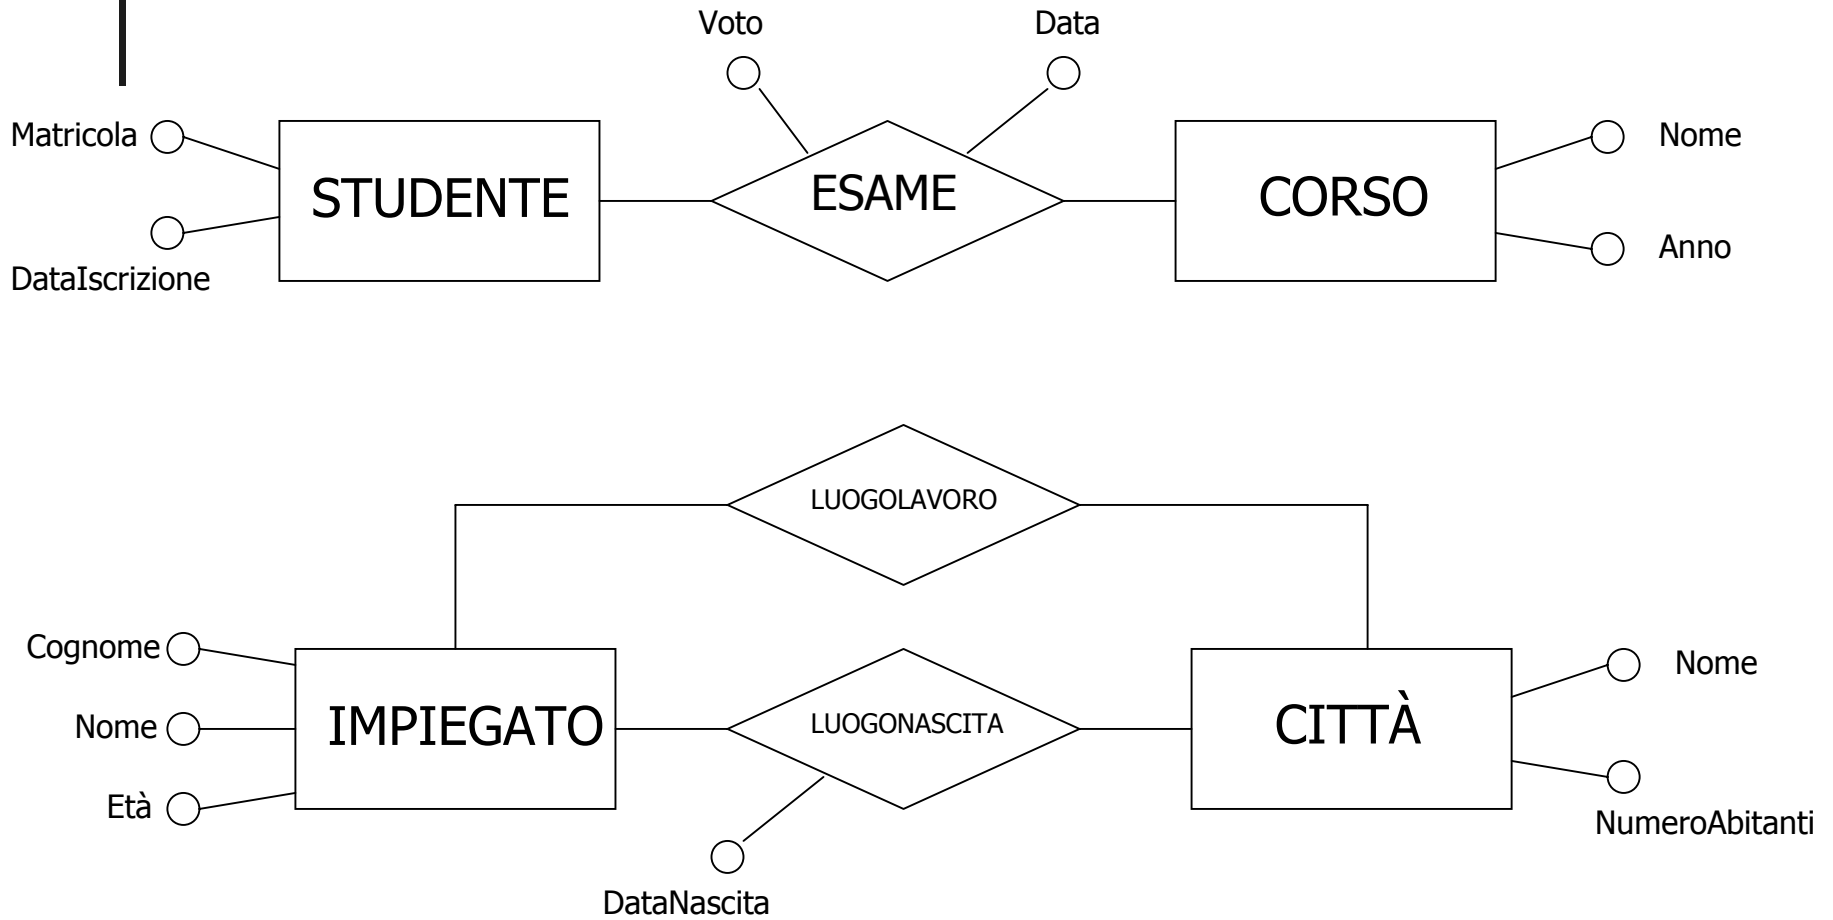 Voto
Data
Matricola
Nome
STUDENTE
ESAME
CORSO
Anno
DataIscrizione
LUOGOLAVORO
Cognome
Nome
Nome
IMPIEGATO
LUOGONASCITA
CITTÀ
Età
NumeroAbitanti
DataNascita